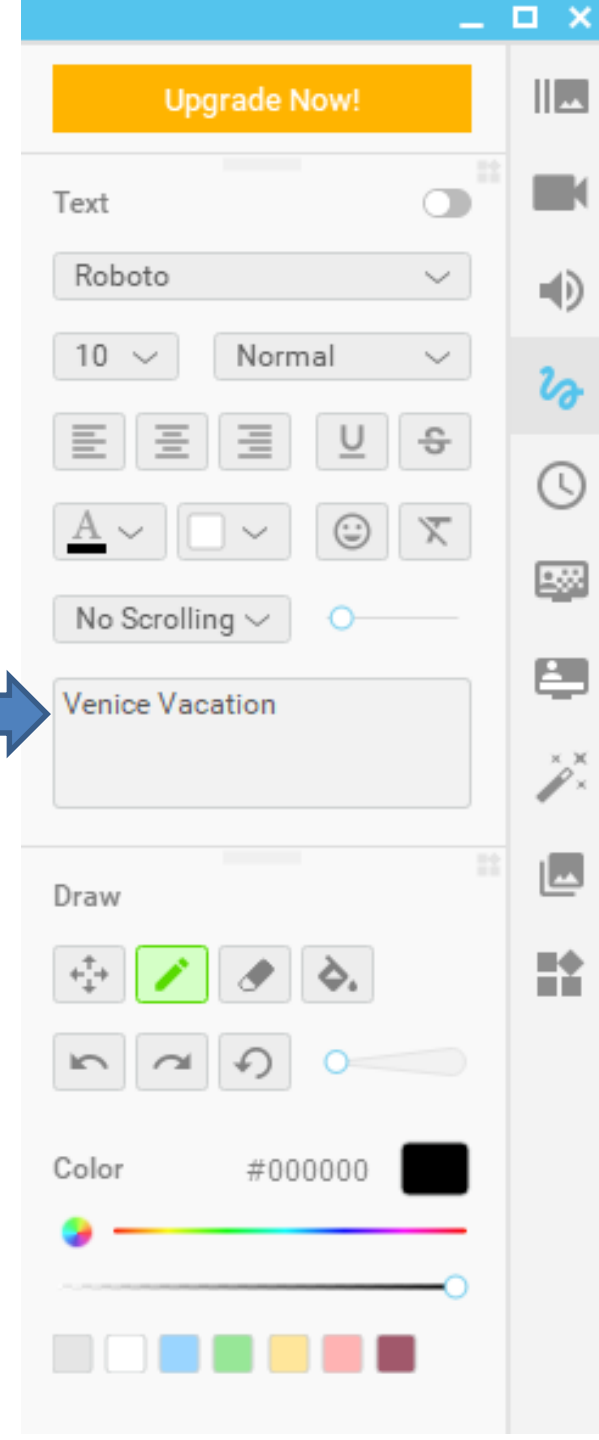 Upgrade Now!
Text
Roboto
10 Normal
U S
A
No Scrolling
Venice Vacation
Draw
Color #000000